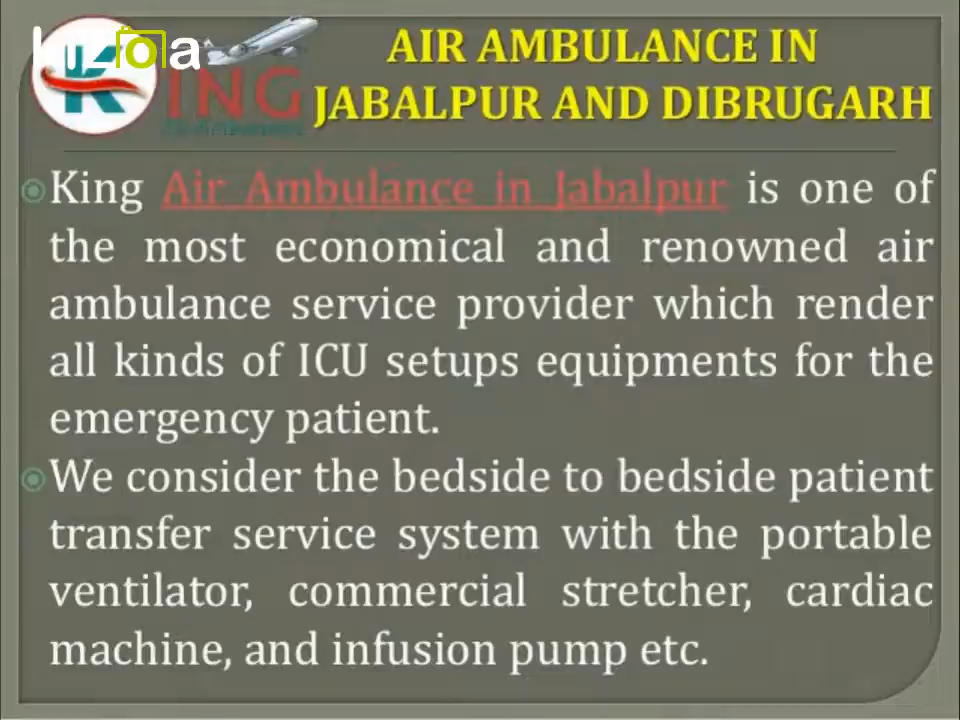 kizoa
KING
AIR AMBULANCE IN
JABALPUR AND DIBRUGARH
King Air Ambulance in Jabalpur is one of
the most economical and renowned air
ambulance service provider which render
all kinds of ICU setups equipments for the
emergency patient.
We consider the bedside to bedside patient
transfer service system with the portable
ventilator, commercial stretcher, cardiac
machine, and infusion pump etc.